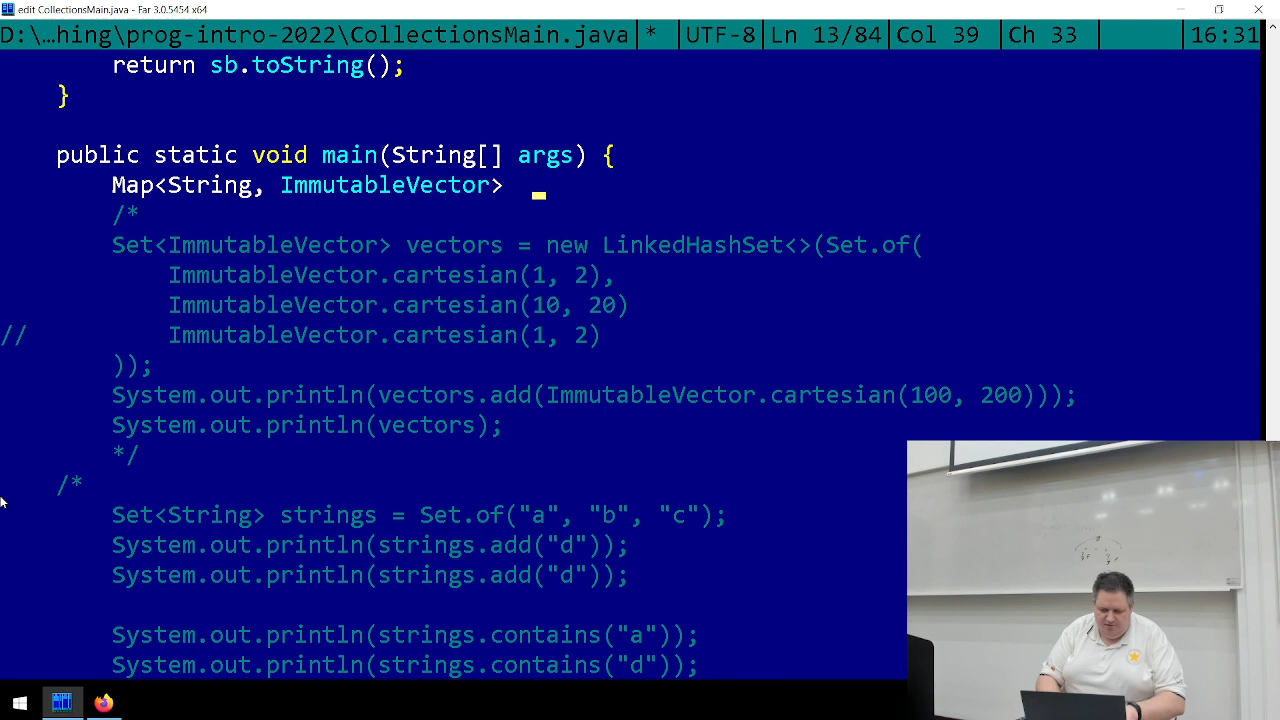 edit CollectionsMain.java - Far 3.0.5454 x64
D:\…hing\prog-intro-2022\CollectionsMain.java * UTF-8 Ln 13/84 Col 39 Ch 33 16:31
return sb.toString();
}
public static void main(String[] args) {
Map<String, ImmutableVector>
/*
Set<ImmutableVector> vectors = new LinkedHashSet<>(Set.of(
ImmutableVector.cartesian(1, 2),
ImmutableVector.cartesian(10, 20)
// ImmutableVector.cartesian(1, 2)
));
System.out.println(vectors.add(ImmutableVector.cartesian(100, 200)));
System.out.println(vectors);
*/
/*
Set<String> strings = Set.of("a", "b", "c");
System.out.println(strings.add("d"));
System.out.println(strings.add("d"));
System.out.println(strings.contains("a"));
System.out.println(strings.contains("d"));